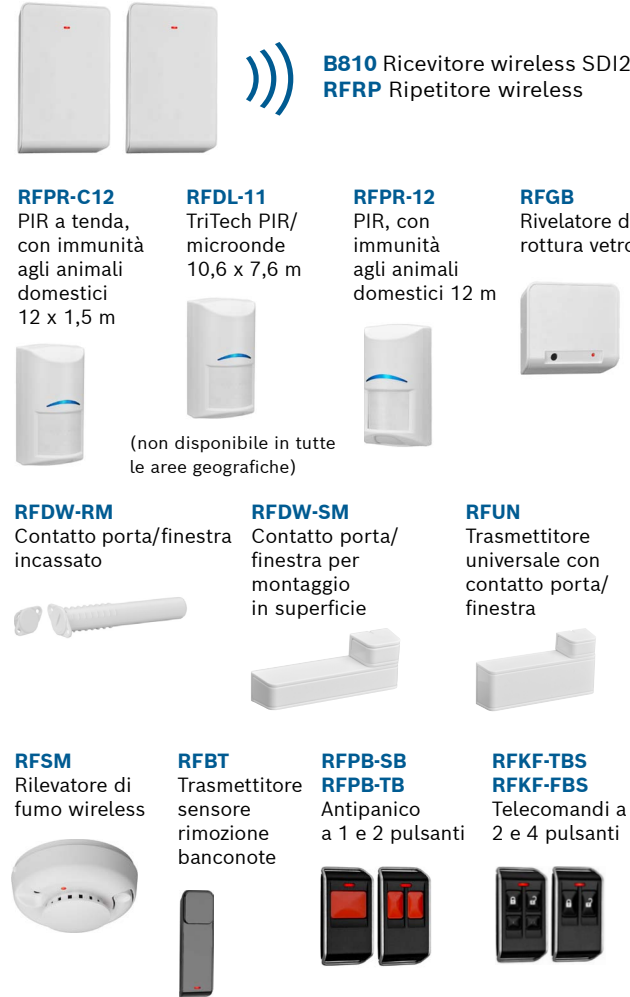 B810 Ricevitore wireless SDI2
RFRP Ripetitore wireless
RFPR-C12
PIR a tenda,
con immunità
agli animali
domestici
12 x 1,5 m
RFDL-11
TriTech PIR/
microonde
10,6 x 7,6 m
(non disponibile in tutte
le aree geografiche)
RFPR-12
PIR, con
immunità
agli animali
domestici 12 m
RFGB
Rivelatore d
rottura vetro
RFDW-RM
Contatto porta/finestra
incassato
RFDW-SM
Contatto porta/
finestra per
montaggio
in superficie
RFUN
Trasmettitore
universale con
contatto porta/
finestra
RFSM
Rilevatore di
fumo wireless
RFBT
Trasmettitore
sensore
rimozione
banconote
RFPB-SB
RFPB-TB
Antipanico
a 1 e 2 pulsanti
RFKF-TBS
RFKF-FBS
Telecomandi a
2 e 4 pulsanti